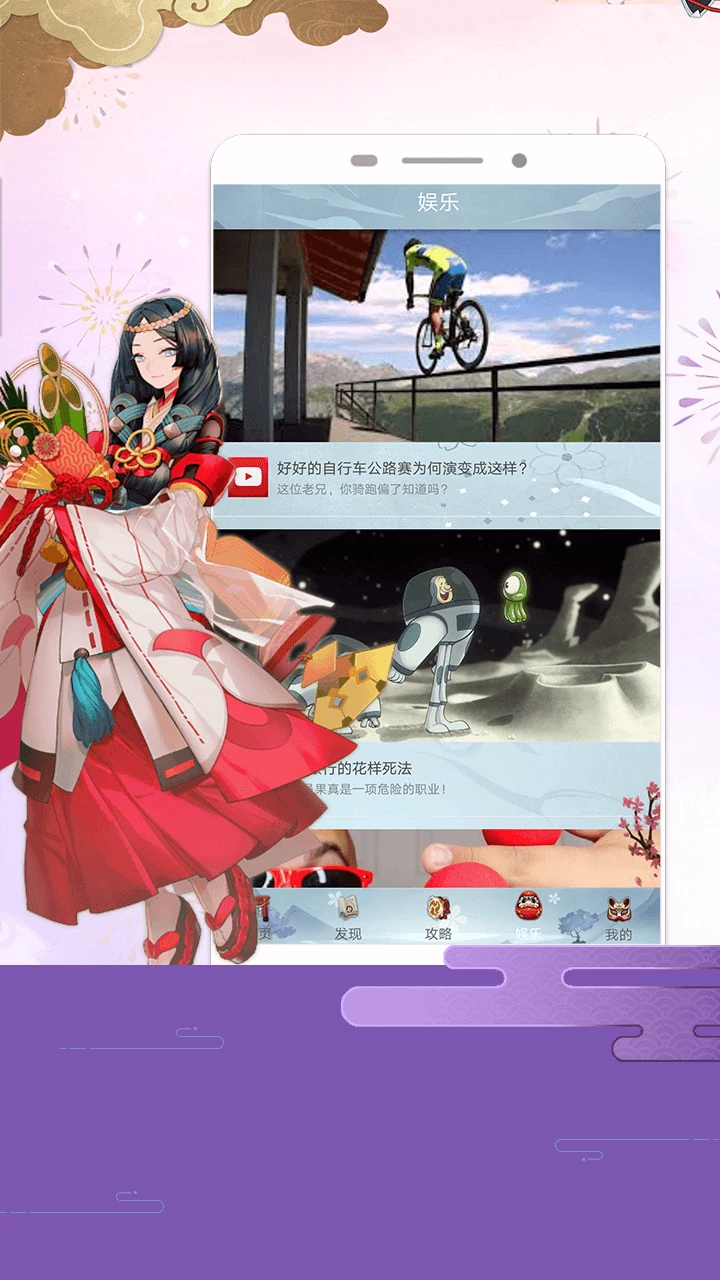 娱乐
好好的自行车公路赛为何演变成这样?
这位老兄，你骑跑偏了知道吗?
行的花样死法
果真是一项危险的职业!
页
发现
攻略
娱乐
我的